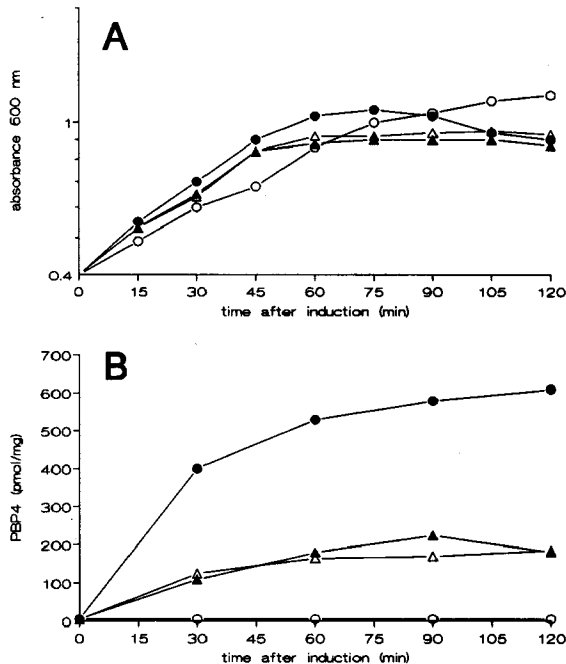 A
absorbance 600 nm
1
0.4
0 15 30 45 60 75 90 105 120
time after induction (min)
B
PBP4 (pmol/mg)
700
600
500
400
300
200
100
0
0 15 30 45 60 75 90 105 120
time after induction (min)